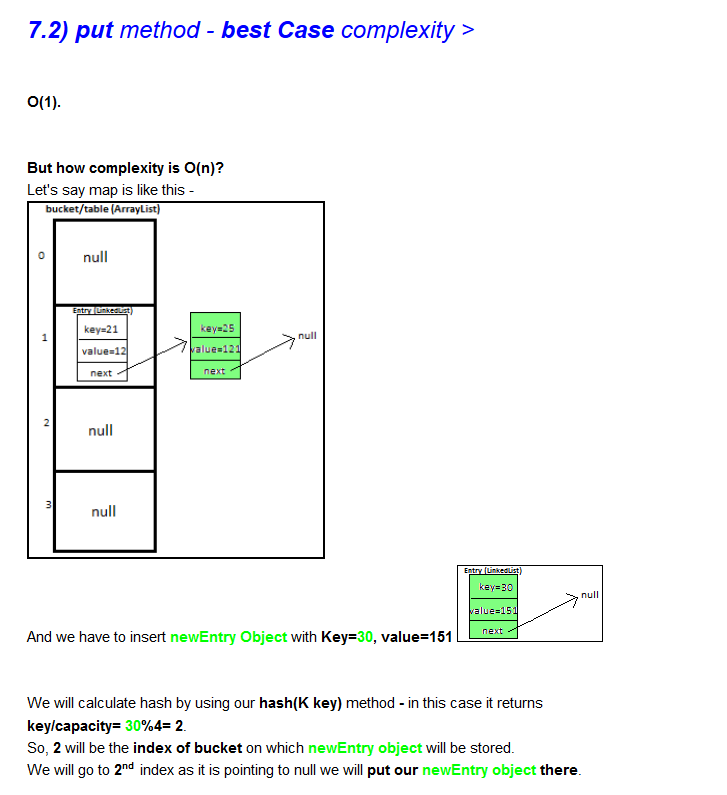 7.2) put method - best Case complexity >
O(1).
But how complexity is O(n)?
Let's say map is like this -
bucket/table (ArrayList)
0
null
Entry (LinkedList)
1
key=21
value=12
next
key=25
value=121
next
null
2
null
3
null
Entry (LinkedList)
key=30
value=151
next
null
And we have to insert newEntry Object with Key=30, value=151
We will calculate hash by using our hash(K key) method - in this case it returns
key/capacity= 30%4= 2.
So, 2 will be the index of bucket on which newEntry object will be stored.
We will go to 2nd index as it is pointing to null we will put our newEntry object there.